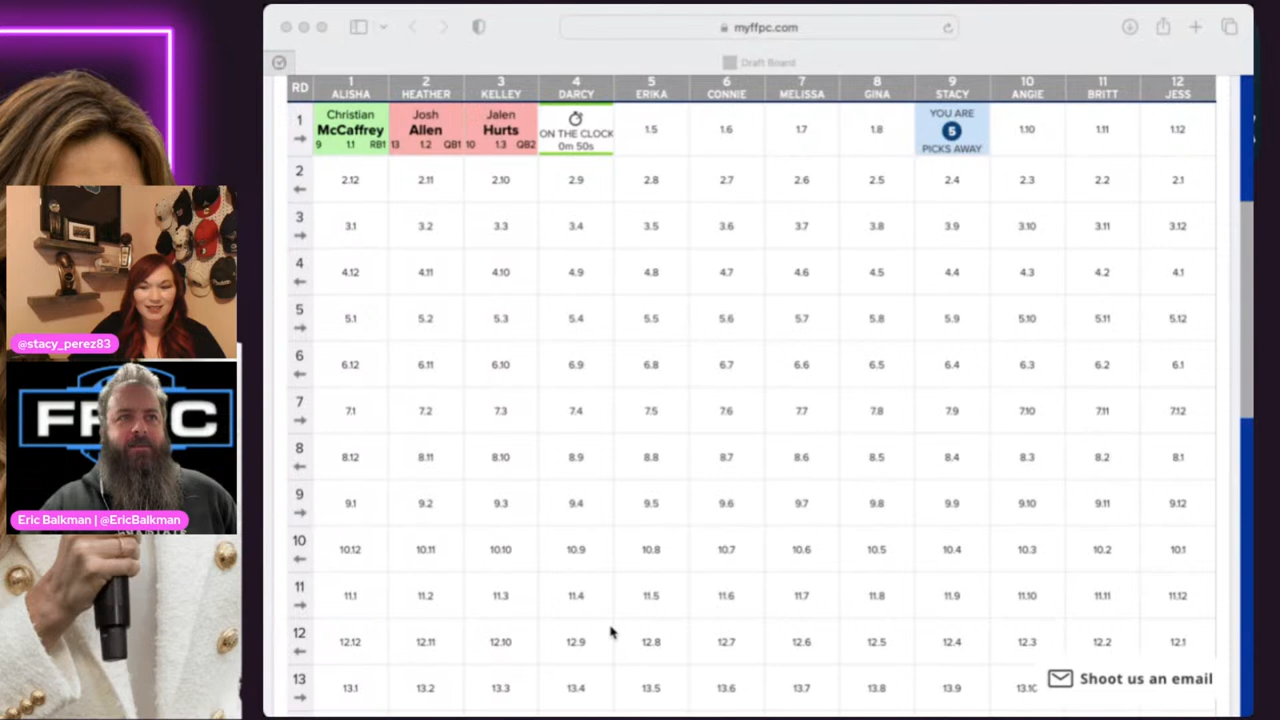 myffpc.com
Draft Board
RD 1 2 3 4 5 6 7 8 9 10 11 12
ALISHA HEATHER KELLEY DARCY ERIKA CONNIE MELISSA GINA STACY ANGIE BRITT JESS
1 Christian McCaffrey 9 1.1 RB1
Josh Allen 13 1.2 QB1
Jalen Hurts 10 1.3 QB2
ON THE CLOCK 0m 50s
1.5 1.6 1.7 1.8
YOU ARE 5 PICKS AWAY
1.10 1.11 1.12
2 2.12 2.11 2.10 2.9 2.8 2.7 2.6 2.5 2.4 2.3 2.2 2.1
3 3.1 3.2 3.3 3.4 3.5 3.6 3.7 3.8 3.9 3.10 3.11 3.12
4 4.12 4.11 4.10 4.9 4.8 4.7 4.6 4.5 4.4 4.3 4.2 4.1
5 5.1 5.2 5.3 5.4 5.5 5.6 5.7 5.8 5.9 5.10 5.11 5.12
6 6.12 6.11 6.10 6.9 6.8 6.7 6.6 6.5 6.4 6.3 6.2 6.1
7 7.1 7.2 7.3 7.4 7.5 7.6 7.7 7.8 7.9 7.10 7.11 7.12
8 8.12 8.11 8.10 8.9 8.8 8.7 8.6 8.5 8.4 8.3 8.2 8.1
9 9.1 9.2 9.3 9.4 9.5 9.6 9.7 9.8 9.9 9.10 9.11 9.12
10 10.12 10.11 10.10 10.9 10.8 10.7 10.6 10.5 10.4 10.3 10.2 10.1
11 11.1 11.2 11.3 11.4 11.5 11.6 11.7 11.8 11.9 11.10 11.11 11.12
12 12.12 12.11 12.10 12.9 12.8 12.7 12.6 12.5 12.4 12.3 12.2 12.1
13 13.1 13.2 13.3 13.4 13.5 13.6 13.7 13.8 13.9
Shoot us an email
@stacy_perez83
FFPC
Eric Balkman | @EricBalkman